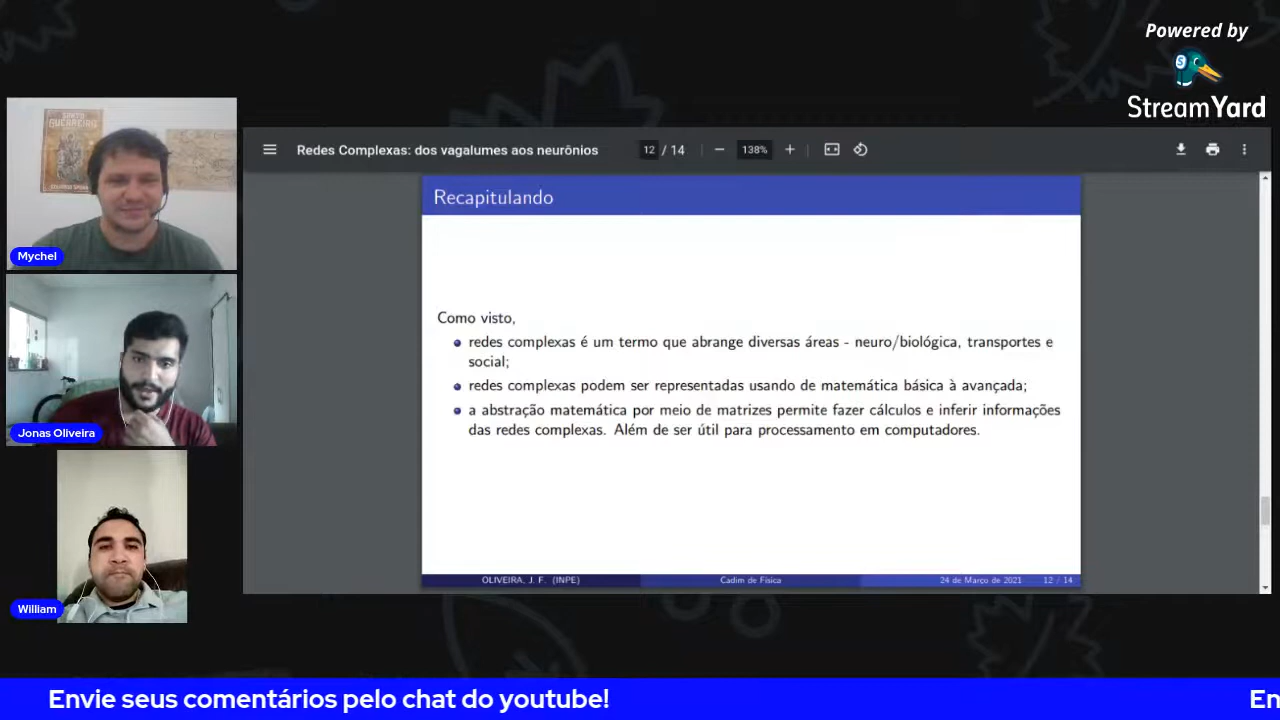 Powered by
StreamYard
Redes Complexas: dos vagalumes aos neurônios
12 / 14
138%
Recapitulando
Como visto,
redes complexas é um termo que abrange diversas áreas - neuro/biológica, transportes e
social;
redes complexas podem ser representadas usando de matemática básica à avançada;
a abstração matemática por meio de matrizes permite fazer cálculos e inferir informações
das redes complexas. Além de ser útil para processamento em computadores.
OLIVEIRA, J. F. (INPE) Cadim de Física 24 de Março de 2021 12 / 14
Mychel
Jonas Oliveira
William
Envie seus comentários pelo chat do youtube! En